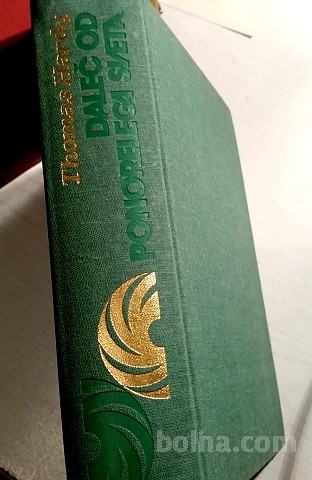 Thomas Hardy
DALEČ OD
PONORELEGA SVETA
bolha.com